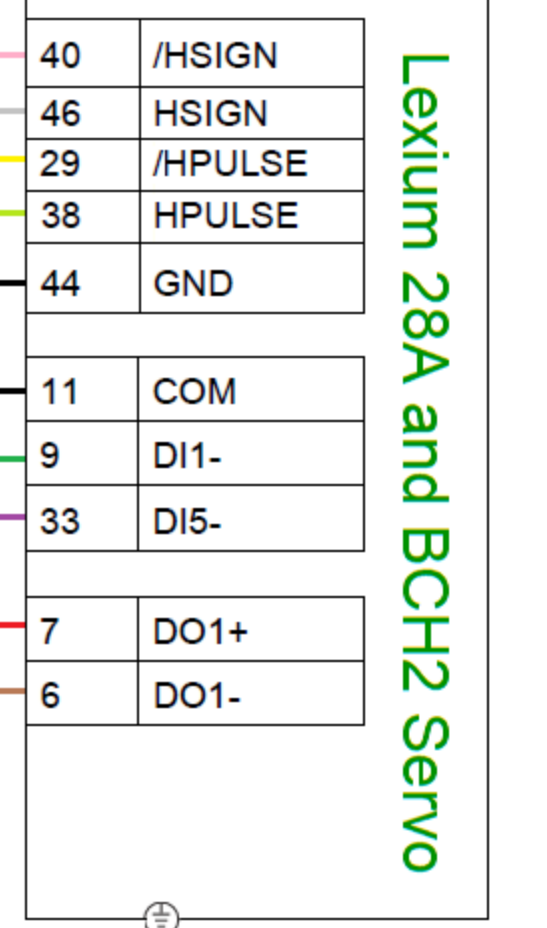 40 /HSIGN
46 HSIGN
29 /HPULSE
38 HPULSE
44 GND
11 COM
9 DI1-
33 DI5-
7 DO1+
6 DO1-
Lexium 28A and BCH2 Servo